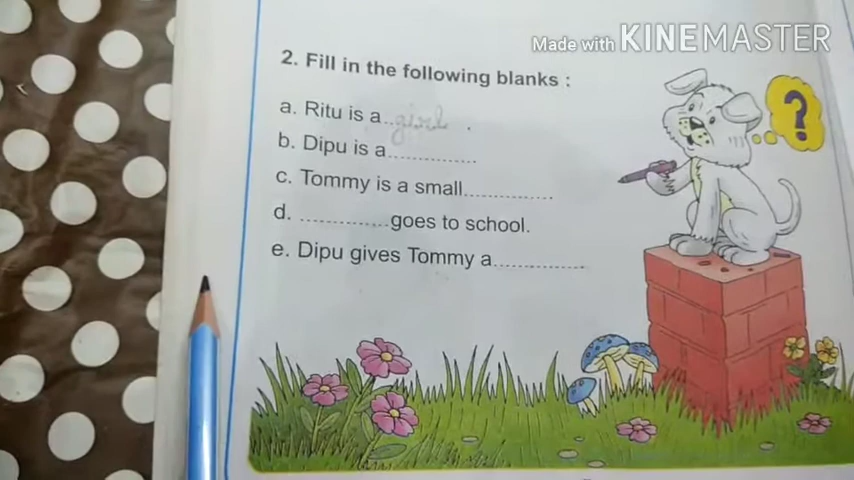 Made with KINEMASTER
2. Fill in the following blanks :
a. Ritu is a..girl .
b. Dipu is a..............
c. Tommy is a small..............
d. ..............goes to school.
e. Dipu gives Tommy a..............
?